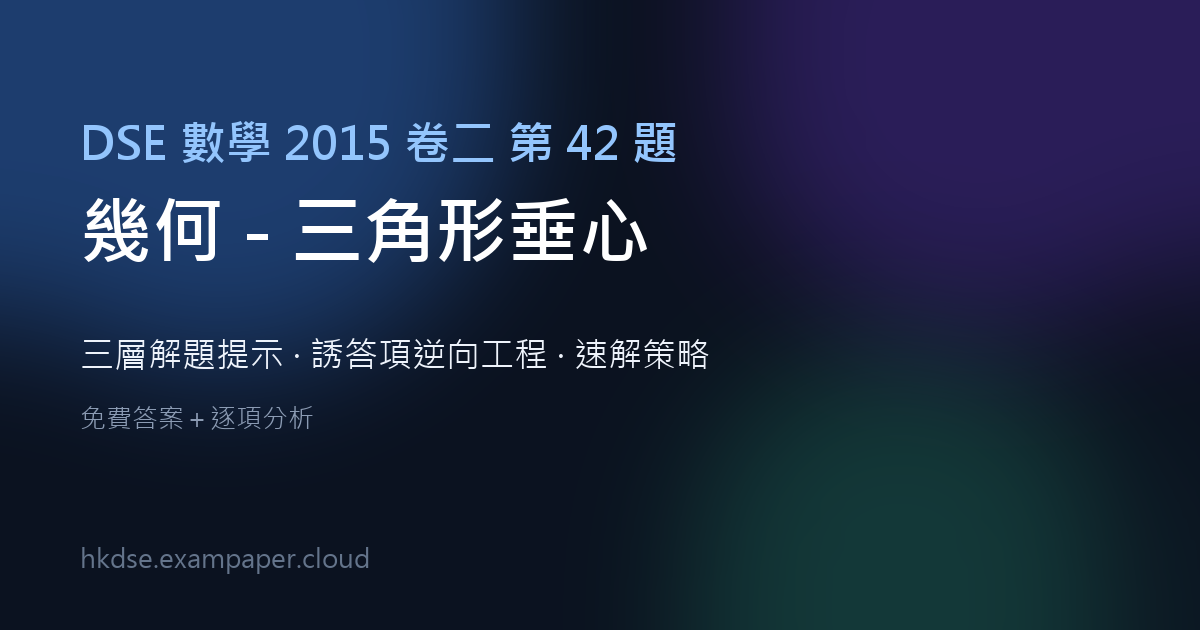 DSE 數學 2015 卷二 第 42 題
幾何 - 三角形垂心
三層解題提示 · 誘答項逆向工程 · 速解策略
免費答案 + 逐項分析
hkdse.exampaper.cloud